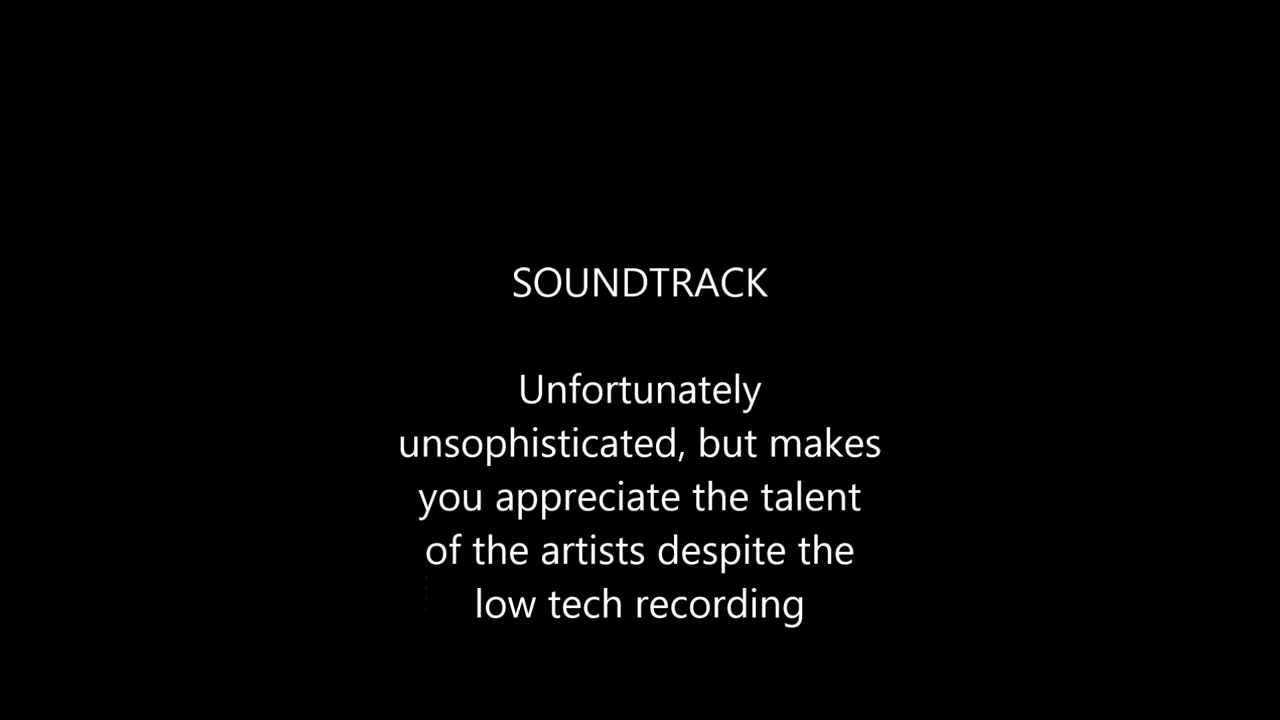 SOUNDTRACK
Unfortunately
unsophisticated, but makes
you appreciate the talent
of the artists despite the
low tech recording